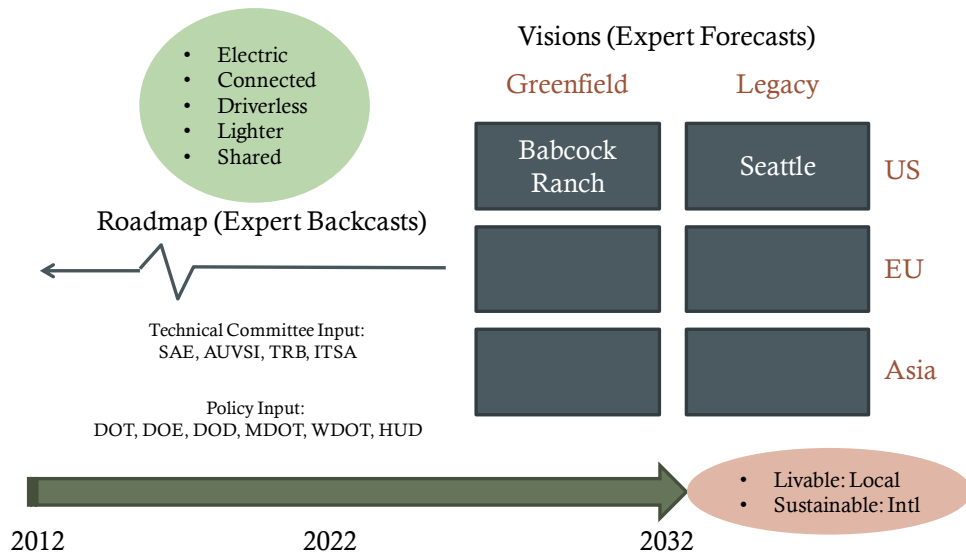 • Electric
• Connected
• Driverless
• Lighter
• Shared
Visions (Expert Forecasts)
Greenfield
Legacy
Babcock
Ranch
Seattle
US
EU
Asia
Roadmap (Expert Backcasts)
Technical Committee Input:
SAE, AUVSI, TRB, ITSA
Policy Input:
DOT, DOE, DOD, MDOT, WDOT, HUD
• Livable: Local
• Sustainable: Intl
2012
2022
2032